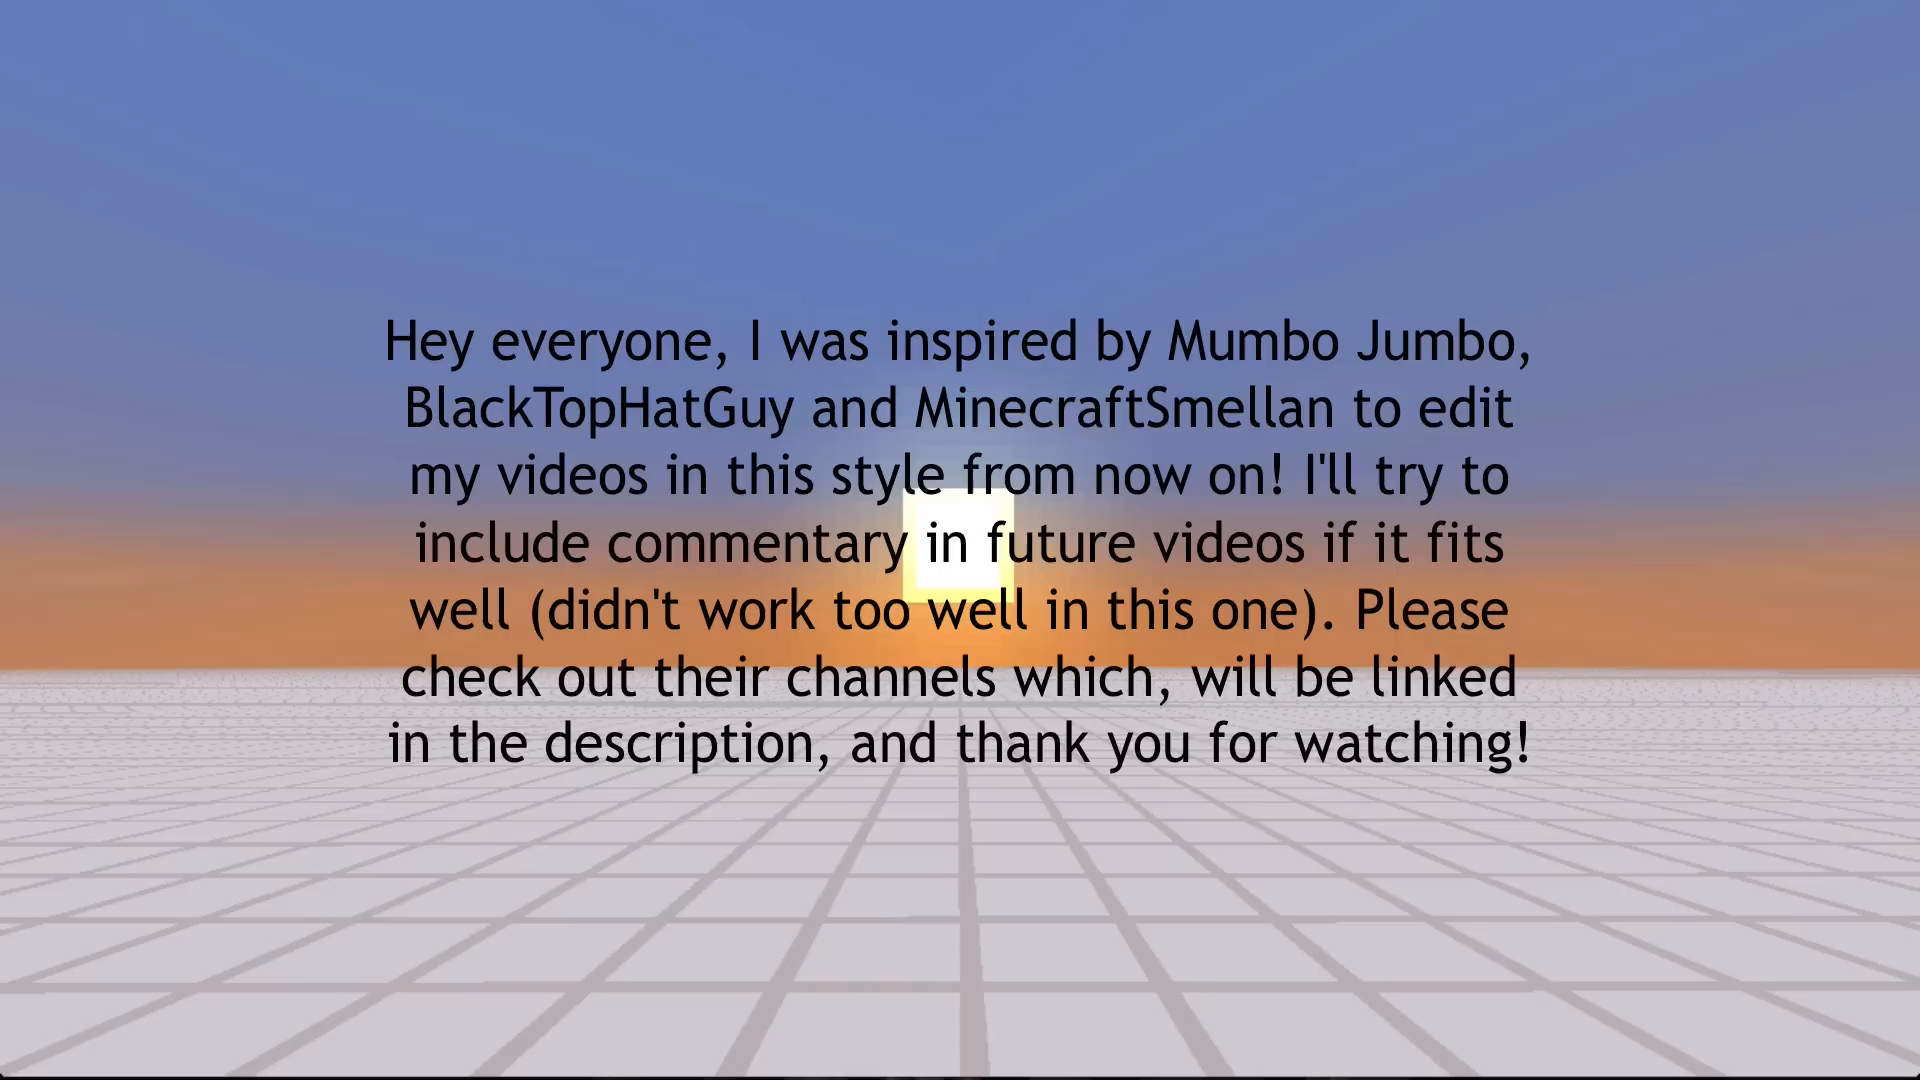 Hey everyone, I was inspired by Mumbo Jumbo,
BlackTopHatGuy and MinecraftSmellan to edit
my videos in this style from now on! I'll try to
include commentary in future videos if it fits
well (didn't work too well in this one). Please
check out their channels which, will be linked
in the description, and thank you for watching!